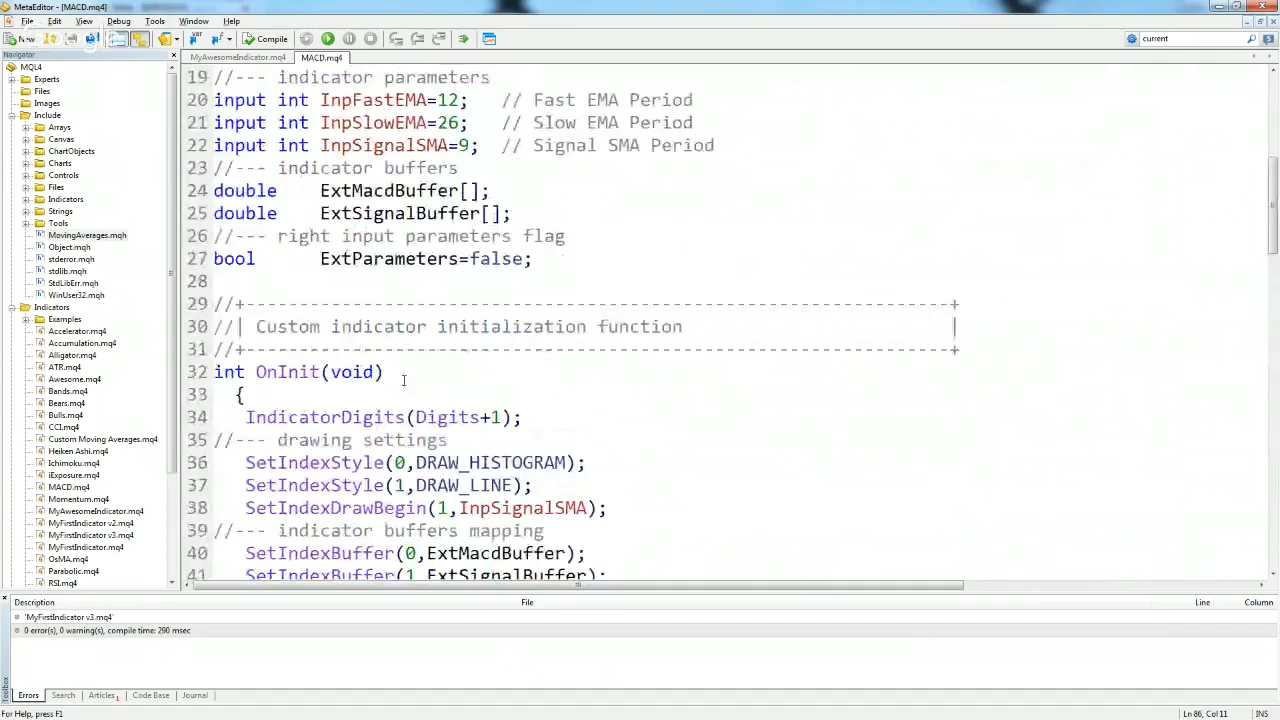 MetaEditor - [MACD.mq4]
File Edit View Debug Tools Window Help
New Compile current
Navigator
MyAwesomeIndicator.mq4 MACD.mq4
MQL4
Experts
Files
Images
Include
Arrays
Canvas
ChartObjects
Charts
Controls
Files
Indicators
Strings
Tools
MovingAverages.mqh
Object.mqh
stderror.mqh
stdlib.mqh
StdLibErr.mqh
WinUser32.mqh
Indicators
Examples
Accelerator.mq4
Accumulation.mq4
Alligator.mq4
ATR.mq4
Awesome.mq4
Bands.mq4
Bears.mq4
Bulls.mq4
CCI.mq4
Custom Moving Averages.mq4
Heiken Ashi.mq4
Ichimoku.mq4
iExposure.mq4
MACD.mq4
Momentum.mq4
MyAwesomeIndicator.mq4
MyFirstIndicator v2.mq4
MyFirstIndicator v3.mq4
MyFirstIndicator.mq4
OsMA.mq4
Parabolic.mq4
RSI.mq4
19 //--- indicator parameters
20 input int InpFastEMA=12; // Fast EMA Period
21 input int InpSlowEMA=26; // Slow EMA Period
22 input int InpSignalSMA=9; // Signal SMA Period
23 //--- indicator buffers
24 double ExtMacdBuffer[];
25 double ExtSignalBuffer[];
26 //--- right input parameters flag
27 bool ExtParameters=false;
28
29 //+------------------------------------------------------------------+
30 //| Custom indicator initialization function |
31 //+------------------------------------------------------------------+
32 int OnInit(void)
33 {
34 IndicatorDigits(Digits+1);
35 //--- drawing settings
36 SetIndexStyle(0,DRAW_HISTOGRAM);
37 SetIndexStyle(1,DRAW_LINE);
38 SetIndexDrawBegin(1,InpSignalSMA);
39 //--- indicator buffers mapping
40 SetIndexBuffer(0,ExtMacdBuffer);
41 SetIndexBuffer(1,ExtSignalBuffer);
Description File Line Column
'MyFirstIndicator v3.mq4'
0 error(s), 0 warning(s), compile time: 290 msec
Toolbox
Errors Search Articles 1 Code Base Journal
For Help, press F1 Ln 86, Col 11 INS